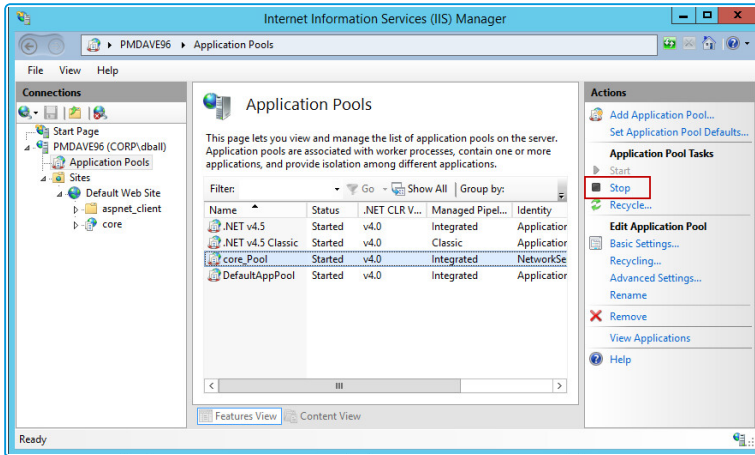 Internet Information Services (IIS) Manager
PMDAVE96 Application Pools
File View Help
Connections
Start Page
PMDAVE96 (CORP\dball)
Application Pools
Sites
Default Web Site
aspnet_client
core
Application Pools
This page lets you view and manage the list of application pools on the server.
Application pools are associated with worker processes, contain one or more
applications, and provide isolation among different applications.
Filter: Go Show All Group by:
Name Status .NET CLR V... Managed Pipel... Identity
.NET v4.5 Started v4.0 Integrated Application
.NET v4.5 Classic Started v4.0 Classic Application
core_Pool Started v4.0 Integrated NetworkSe
DefaultAppPool Started v4.0 Integrated Application
Features View Content View
Actions
Add Application Pool...
Set Application Pool Defaults...
Application Pool Tasks
Start
Stop
Recycle...
Edit Application Pool
Basic Settings...
Recycling...
Advanced Settings...
Rename
Remove
View Applications
Help
Ready